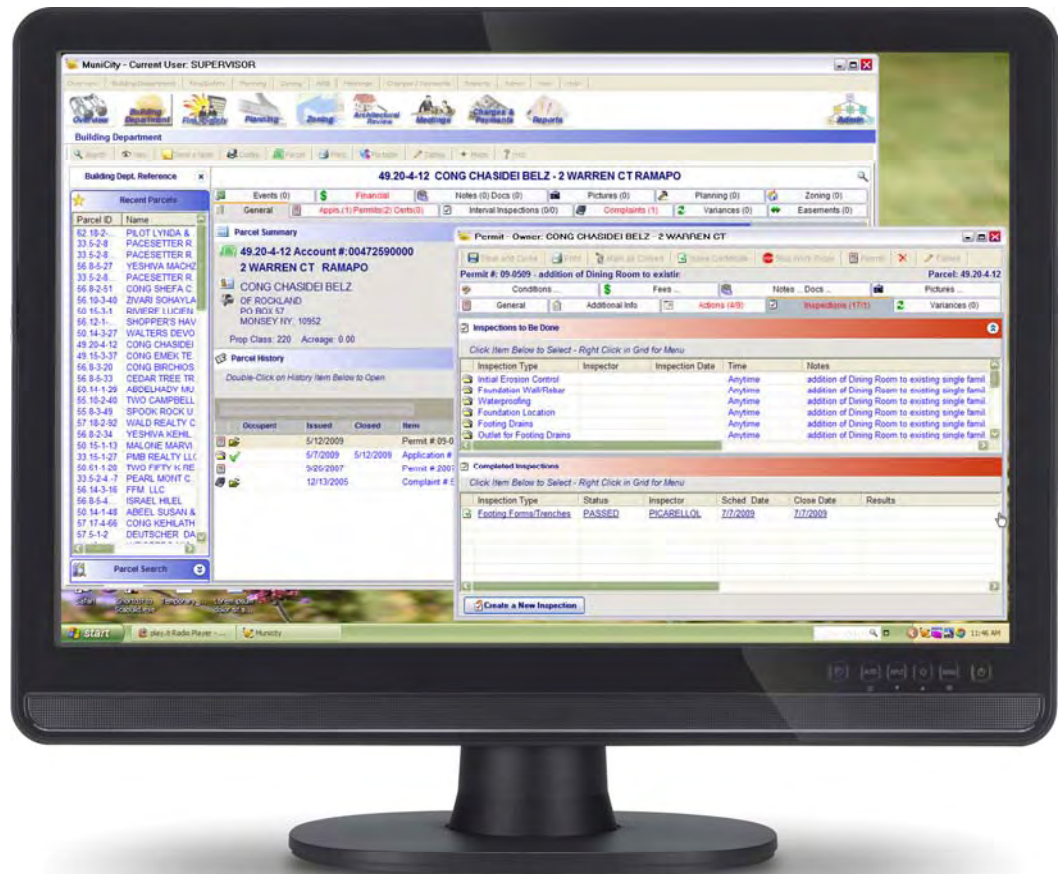 MuniCity - Current User: SUPERVISOR
Overview Building Department Planning Zoning Architectural Review Meetings Charges & Payments Reports Admin
Building Department
Building Dept. Reference x
49.20-4-12 CONG CHASIDEI BELZ - 2 WARREN CT RAMAPO
Recent Parcels
Parcel ID Name
62.18-2-... PILOT LYNDA &
33.5-2-8 PACESETTER R
33.5-2-8 PACESETTER R
56.8-5-27 YESHIVA MACHZ
33.5-2-8... PACESETTER R
56.8-2-51 CONG SHEFA C
56.10-3-40 ZIVARI SOHAYLA
50.15-3-1 RIVIERE LUCIEN
56.12-1-... SHOPPER'S HAV
50.14-3-27 WALTERS DEVO
49.20-4-12 CONG CHASIDEI
49.15-3-37 CONG EMEK TE
56.8-3-20 CONG BIRCHIOS
56.8-5-33 CEDAR TREE TR
50.14-1-29 ABDELHADY MU
55.10-2-40 TWO CAMPBELL
55.8-3-49 SPOOK ROCK U
57.18-2-92 WALD REALTY C
56.8-2-34 YESHIVA KEHIL
50.15-1-13 MALONE MARVI
33.15-1-27 PMB REALTY LLC
50.61-1-20 TWO FIFTY K RE
33.5-2-4.-7 PEARL MONT C
56.14-3-16 FFM LLC
56.8-5-4... ISRAEL HILEL
50.14-1-48 ABEEL SUSAN &
57.17-4-66 CONG KEHILATH
57.5-1-2 DEUTSCHER DA
Parcel Search
Events (0) Financial Notes (0) Docs (0) Pictures (0) Planning (0) Zoning (0)
General Appls.(1) Permits(2) Certs(0) Interval Inspections (0/0) Complaints (1) Variances (0) Easements (0)
Parcel Summary
49.20-4-12 Account #:00472590000
2 WARREN CT RAMAPO
CONG CHASIDEI BELZ
OF ROCKLAND
PO BOX 57
MONSEY NY, 10952
Prop Class: 220 Acreage: 0.00
Parcel History
Double-Click on History Item Below to Open
Occupant Issued Closed Item
5/12/2009 Permit #:09-0
5/7/2009 5/12/2009 Application #
9/26/2007 Permit #:2007
12/13/2005 Complaint #:5
Permit - Owner: CONG CHASIDEI BELZ - 2 WARREN CT
Permit #: 09-0509 - addition of Dining Room to existir Parcel: 49.20-4-12
Conditions ... Fees ... Notes ... Docs ... Pictures ...
General Additional Info Actions (4/9) Inspections (17/1) Variances (0)
Inspections to Be Done
Click Item Below to Select - Right Click in Grid for Menu
Inspection Type Inspector Inspection Date Time Notes
Initial Erosion Control Anytime addition of Dining Room to existing single famil
Foundation Wall/Rebar Anytime addition of Dining Room to existing single famil
Waterproofing Anytime addition of Dining Room to existing single famil
Foundation Location Anytime addition of Dining Room to existing single famil
Footing Drains Anytime addition of Dining Room to existing single famil
Outlet for Footing Drains Anytime addition of Dining Room to existing single famil
Completed Inspections
Click Item Below to Select - Right Click in Grid for Menu
Inspection Type Status Inspector Sched Date Close Date Results
Footing Forms/Trenches PASSED PICARELLOL 7/7/2009 7/7/2009
Create a New Inspection
Safari
start play.it Radio Player - ... Municity 11:46 AM